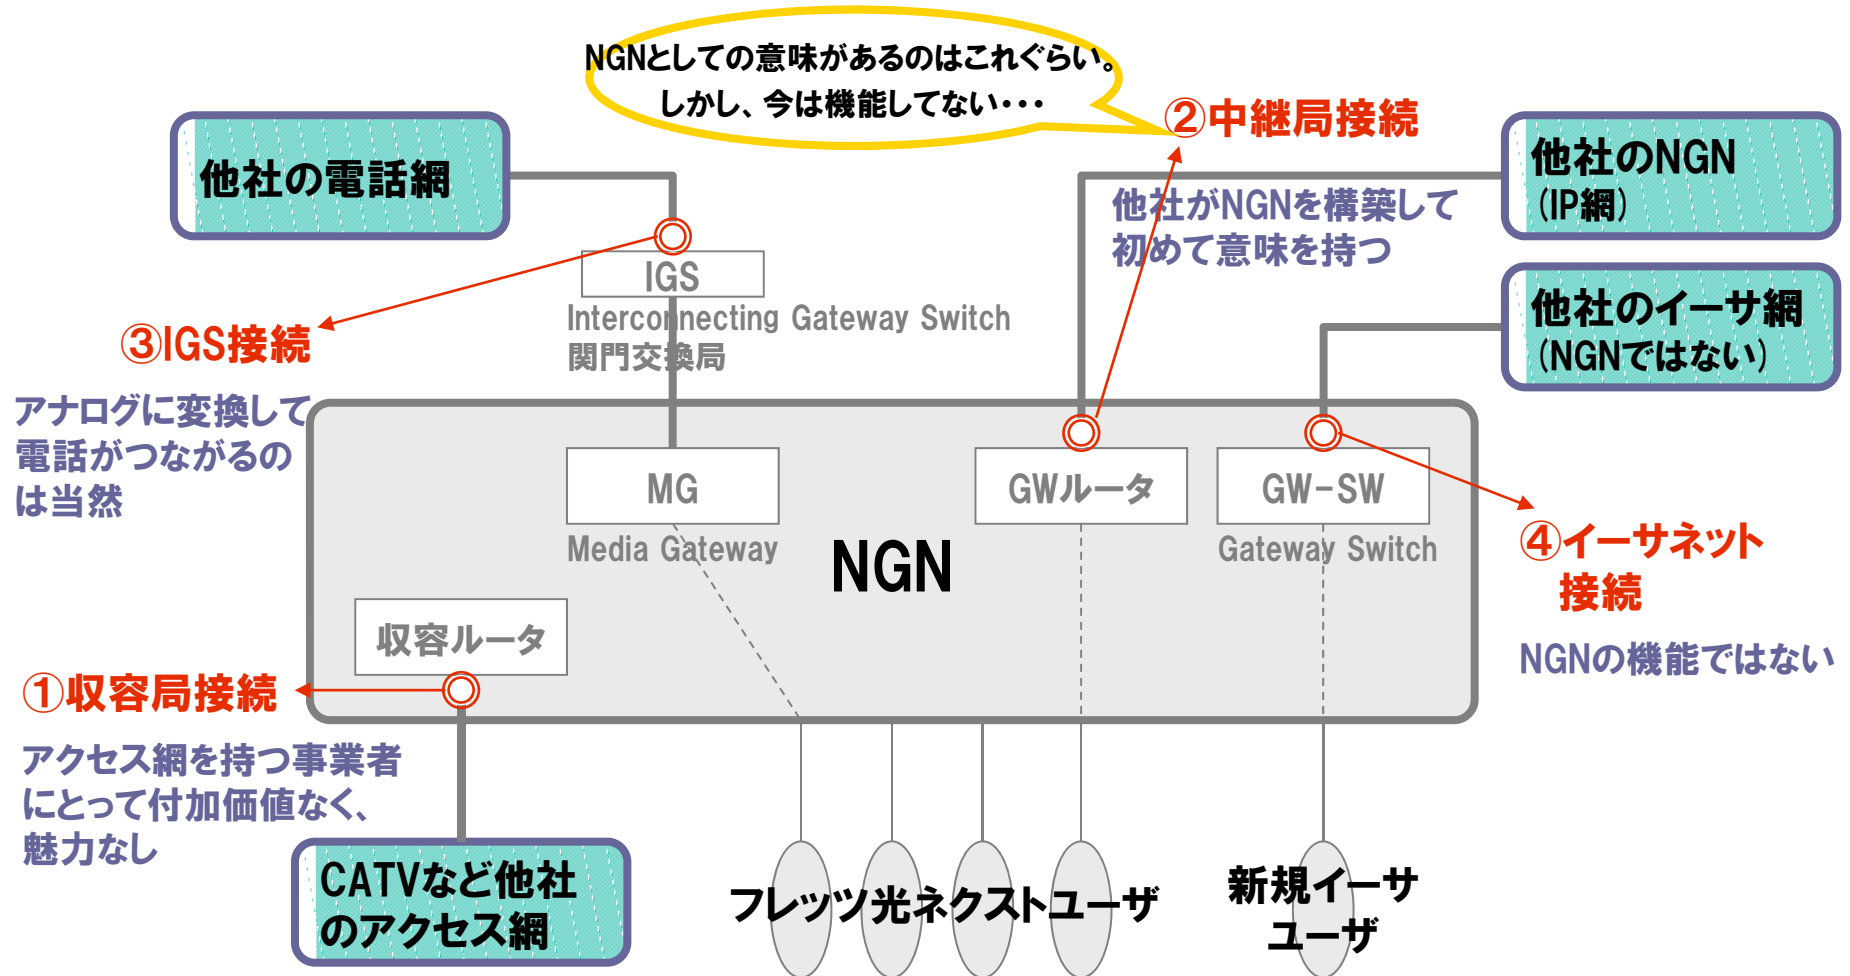 NGNとしての意味があるのはこれぐらい。
しかし、今は機能してない・・・
②中継局接続
他社の電話網
他社のNGN
(IP網)
他社がNGNを構築して
初めて意味を持つ
IGS
Interconnecting Gateway Switch
関門交換局
他社のイーサ網
(NGNではない)
③IGS接続
アナログに変換して
電話がつながるの
は当然
MG
Media Gateway
GWルータ
GW-SW
Gateway Switch
NGN
④イーサネット
接続
NGNの機能ではない
収容ルータ
①収容局接続
アクセス網を持つ事業者
にとって付加価値なく、
魅力なし
CATVなど他社
のアクセス網
フレッツ光ネクストユーザ
新規イーサ
ユーザ